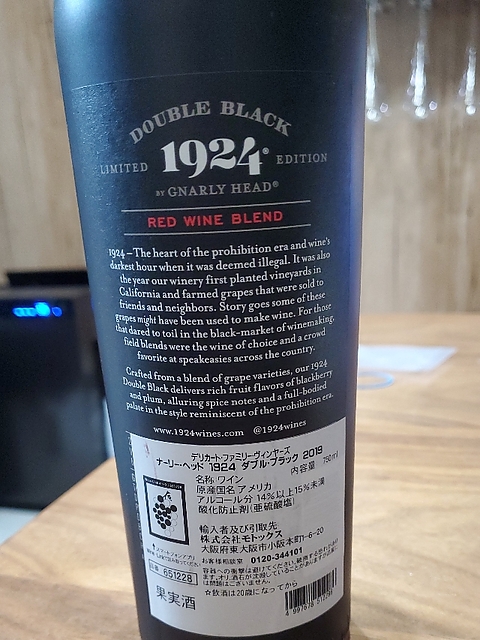 DOUBLE BLACK
LIMITED 1924® EDITION
BY GNARLY HEAD®
RED WINE BLEND
1924–The heart of the prohibition era and wine's
darkest hour when it was deemed illegal. It was also
the year our winery first planted vineyards in
California and farmed grapes that were sold to
friends and neighbors. Story goes some of these
grapes might have been used to make wine. For those
that dared to toil in the black-market of winemaking,
field blends were the wine of choice and a crowd
favorite at speakeasies across the country.
Crafted from a blend of grape varieties, our 1924
Double Black delivers rich fruit flavors of blackberry
and plum, alluring spice notes and a full-bodied
palate in the style reminiscent of the prohibition era.
www.1924wines.com @1924wines
デリカート・ファミリーヴィンヤーズ
ナーリー・ヘッド 1924 ダブル・ブラック 2019
内容量 750ml
名称 ワイン
原産国名 アメリカ
アルコール分 14%以上15%未満
酸化防止剤(亜硫酸塩)
輸入者及び引取先
株式会社モトックス
大阪府東大阪市小阪本町1-6-20
お客様相談室 0120-344101
651228
果実酒
☆飲酒は20歳になってから